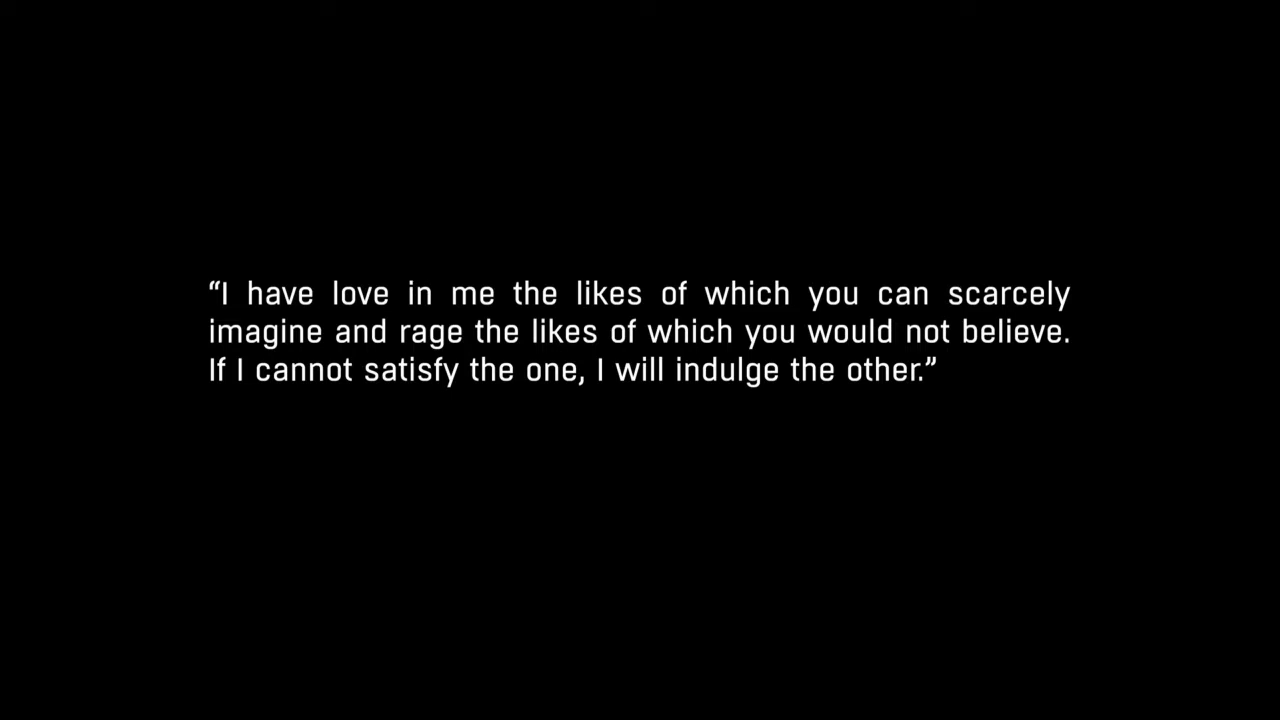 “I have love in me the likes of which you can scarcely
imagine and rage the likes of which you would not believe.
If I cannot satisfy the one, I will indulge the other.”